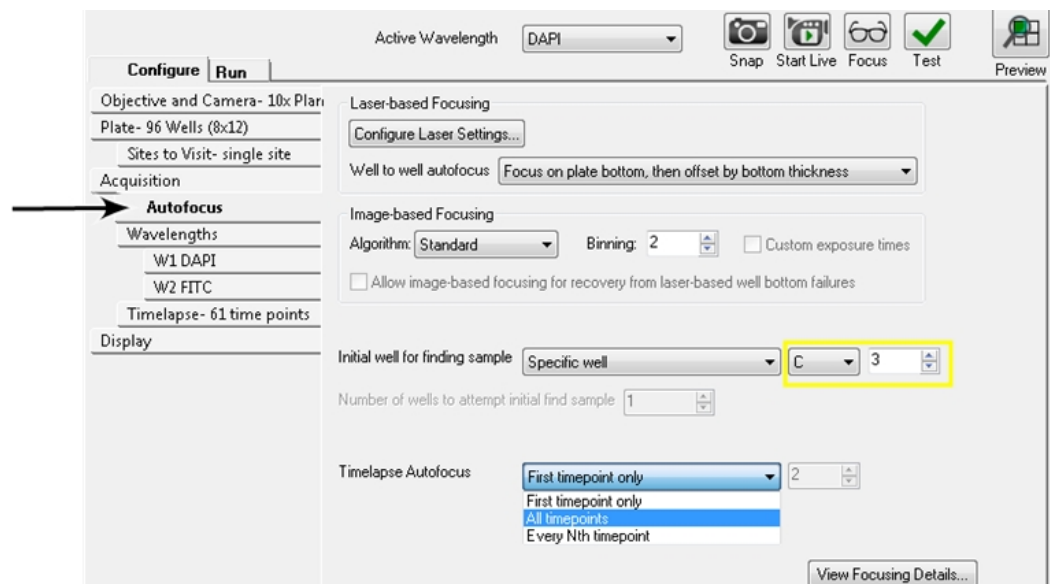 Active Wavelength DAPI
Snap Start Live Focus Test Preview
Configure Run
Objective and Camera- 10x Plan
Plate- 96 Wells (8x12)
Sites to Visit- single site
Acquisition
Autofocus
Wavelengths
W1 DAPI
W2 FITC
Timelapse- 61 time points
Display
Laser-based Focusing
Configure Laser Settings...
Well to well autofocus Focus on plate bottom, then offset by bottom thickness
Image-based Focusing
Algorithm: Standard Binning: 2 Custom exposure times
Allow image-based focusing for recovery from laser-based well bottom failures
Initial well for finding sample Specific well C 3
Number of wells to attempt initial find sample 1
Timelapse Autofocus First timepoint only 2
First timepoint only
All timepoints
Every Nth timepoint
View Focusing Details...